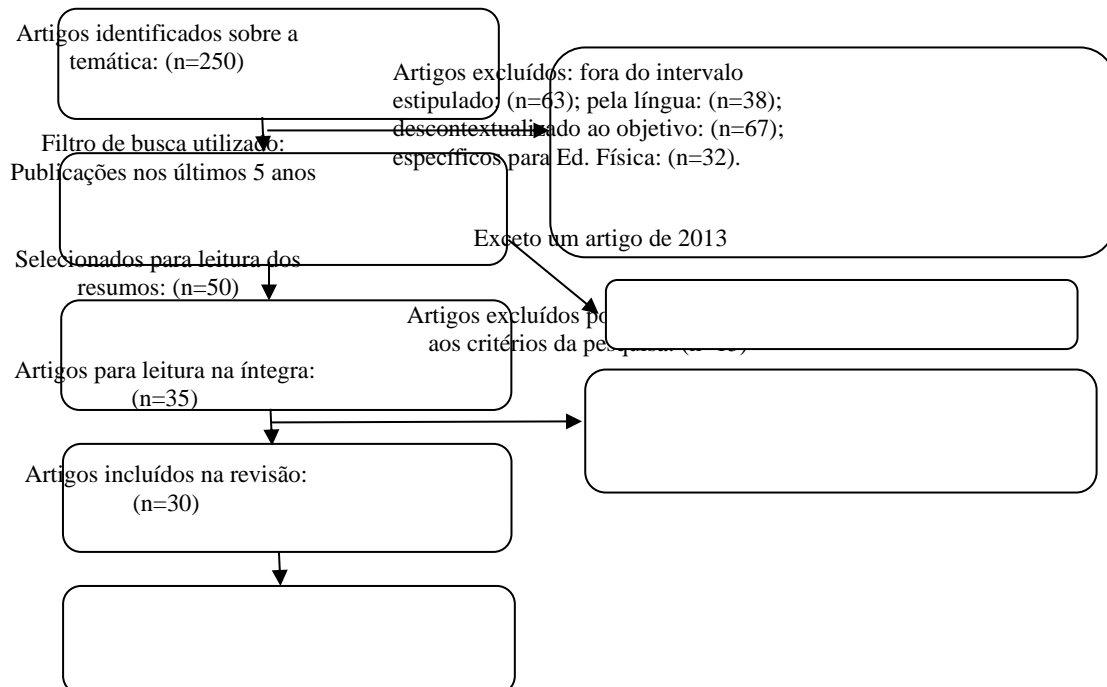 Artigos identificados sobre a
temática: (n=250)
Artigos excluídos: fora do intervalo
estipulado: (n=63); pela língua: (n=38);
descontextualizado ao objetivo: (n=67);
específicos para Ed. Física: (n=32).
Filtro de busca utilizado:
Publicações nos últimos 5 anos
Exceto um artigo de 2013
Selecionados para leitura dos
resumos: (n=50)
Artigos excluídos
aos critérios da
Artigos para leitura na íntegra:
(n=35)
Artigos incluídos na revisão:
(n=30)